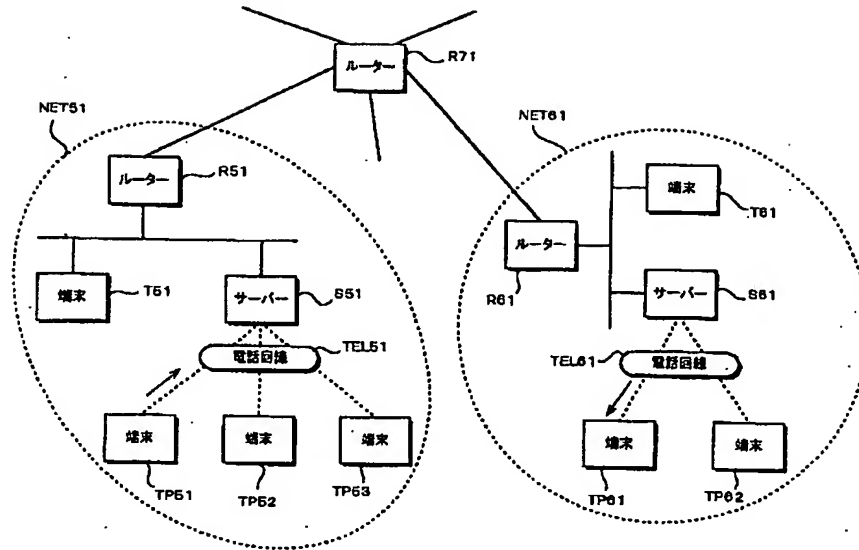 ルーター
R71
NET51
NET61
ルーター
R51
端末
T61
ルーター
R61
端末
T51
サーバー
S51
サーバー
S61
電話回線
TEL51
TEL61
電話回線
端末
端末
端末
端末
端末
TP51
TP52
TP53
TP61
TP62